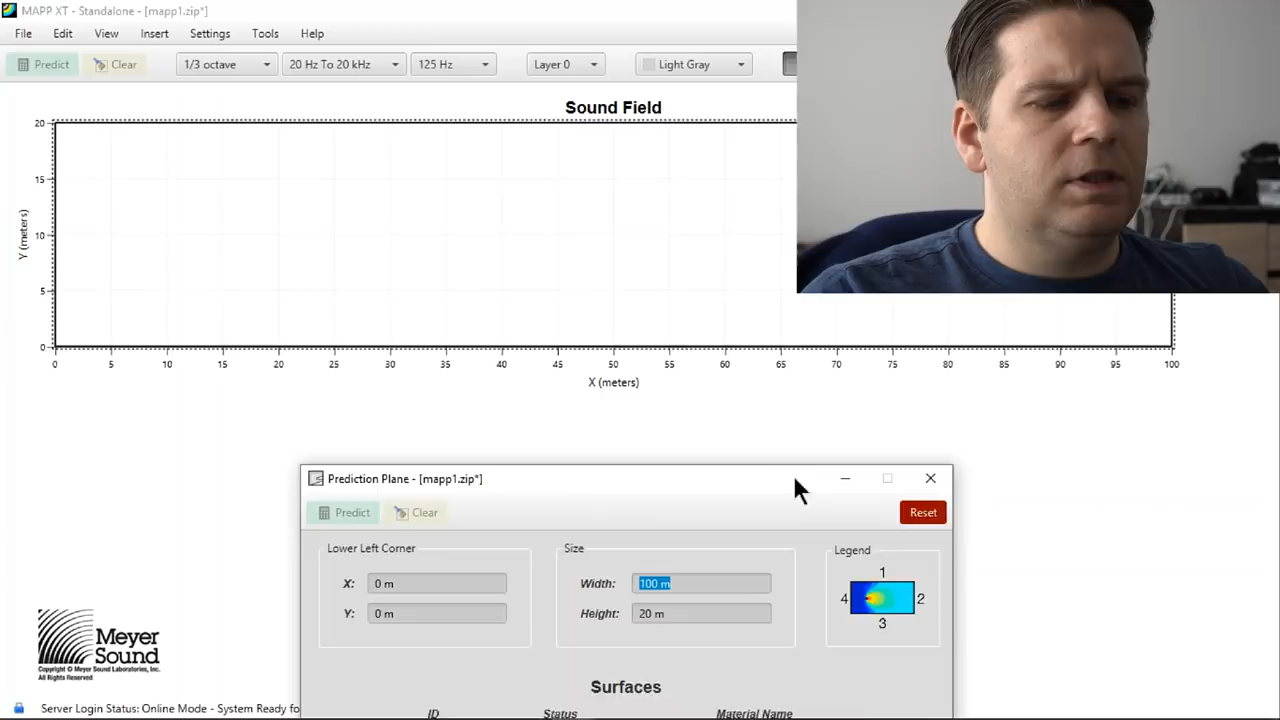 MAPP XT - Standalone - [mapp1.zip*]
File Edit View Insert Settings Tools Help
Predict Clear 1/3 octave 20 Hz To 20 kHz 125 Hz Layer 0 Light Gray
Sound Field
20
15
10
5
0
Y (meters)
0 5 10 15 20 25 30 35 40 45 50 55 60 65 70 75 80 85 90 95 100
X (meters)
Prediction Plane - [mapp1.zip*]
Predict Clear Reset
Lower Left Corner Size Legend
X: 0 m Width: 100 m
Y: 0 m Height: 20 m
1
4 2
3
Surfaces
ID Status Material Name
Meyer
Sound
Copyright © Meyer Sound Laboratories, Inc.
All Rights Reserved
Server Login Status: Online Mode - System Ready fo